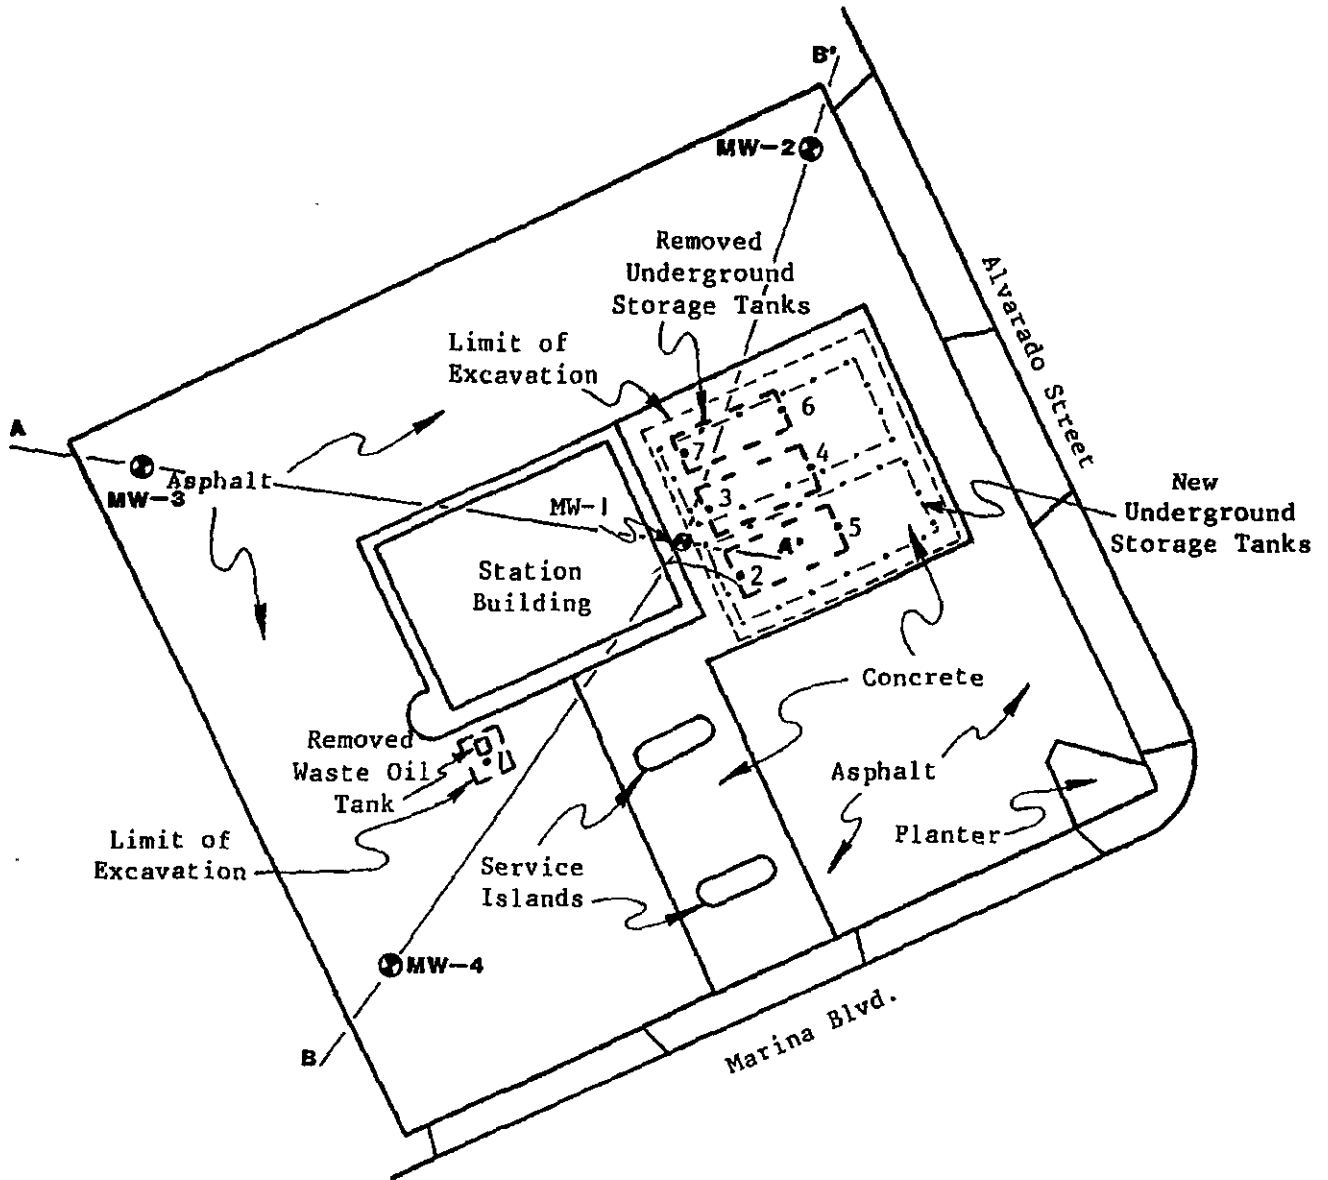 B'
MW-2
Removed
Underground
Storage Tanks
Alvarado Street
Limit of
Excavation
6
A
7
4
Asphalt
MW-3
3
MW-1
New
Underground
Storage Tanks
A'
5
2
Station
Building
Concrete
Removed
Waste Oil
Tank
Asphalt
Planter
Limit of
Excavation
Service
Islands
MW-4
Marina Blvd.
B